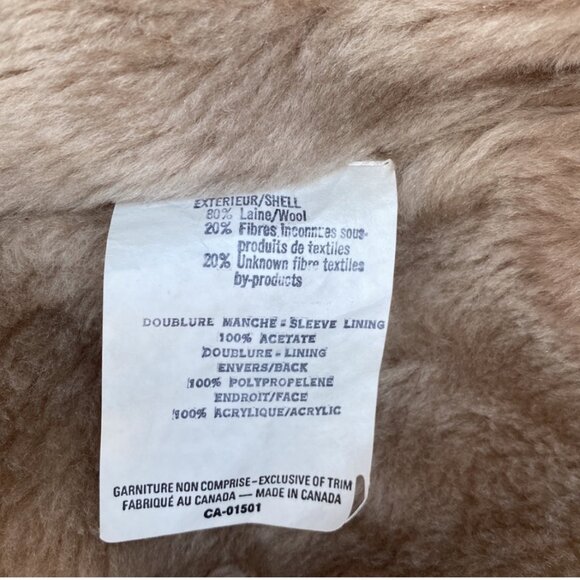 EXTERIEUR/SHELL
80% Laine/Wool
20% Fibres Inconnues sous-
produits de textiles
20% Unknown fibre textiles
by-products
DOUBLURE MANCHE - SLEEVE LINING
100% ACETATE
DOUBLURE - LINING
ENVERS/BACK
100% POLYPROPELENE
ENDROIT/FACE
100% ACRYLIQUE/ACRYLIC
GARNITURE NON COMPRISE - EXCLUSIVE OF TRIM
FABRIQUÉ AU CANADA — MADE IN CANADA
CA-01501